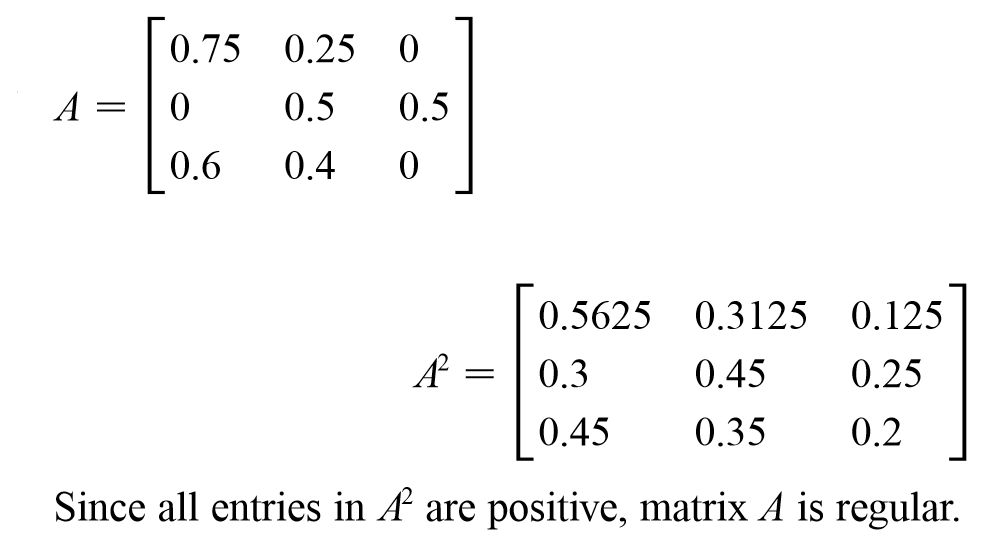 0.75 0.25 0
A = 0 0.5 0.5
0.6 0.4 0
0.5625 0.3125 0.125
A² = 0.3 0.45 0.25
0.45 0.35 0.2
Since all entries in A² are positive, matrix A is regular.